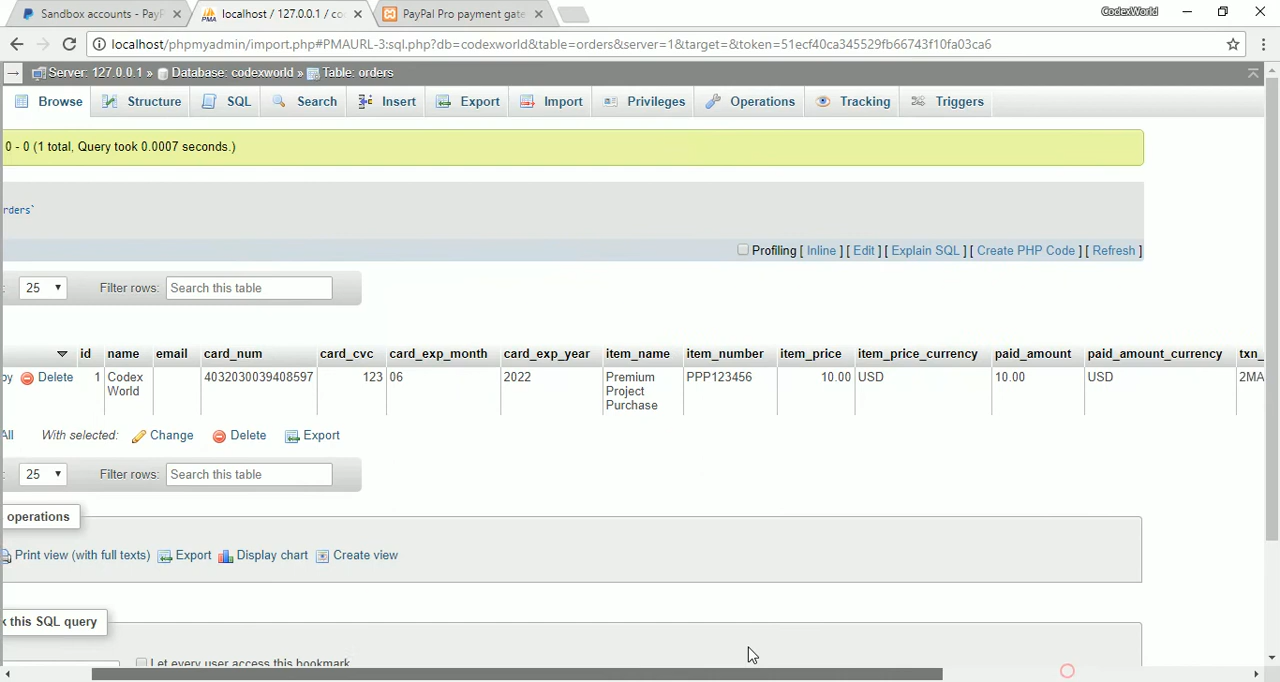 Sandbox accounts - PayP
localhost / 127.0.0.1 / co
PayPal Pro payment gate
CodexWorld
localhost/phpmyadmin/import.php#PMAURL-3:sql.php?db=codexworld&table=orders&server=1&target=&token=51ecf40ca345529fb66743f10fa03ca6
Server: 127.0.0.1 » Database: codexworld » Table: orders
Browse Structure SQL Search Insert Export Import Privileges Operations Tracking Triggers
0 - 0 (1 total, Query took 0.0007 seconds.)
rders`
Profiling [ Inline ] [ Edit ] [ Explain SQL ] [ Create PHP Code ] [ Refresh ]
: 25 Filter rows: Search this table
id name email card_num card_cvc card_exp_month card_exp_year item_name item_number item_price item_price_currency paid_amount paid_amount_currency txn_
py Delete 1 Codex 4032030039408597 123 06 2022 Premium PPP123456 10.00 USD 10.00 USD 2MA
World Project
Purchase
All With selected: Change Delete Export
: 25 Filter rows: Search this table
operations
Print view (with full texts) Export Display chart Create view
k this SQL query
Let every user access this bookmark